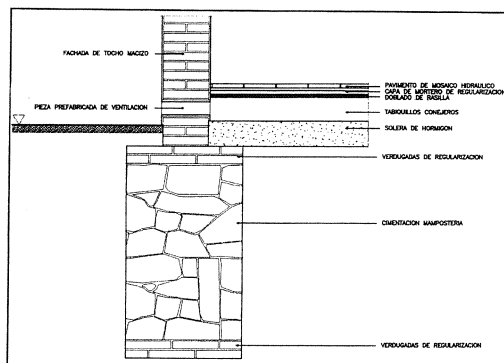 FACHADA DE TOCHO MACIZO
PIEZA PREFABRICADA DE VENTILACION
PAVIMENTO DE MOSAICO HIDRAULICO
CAPA DE MORTERO DE REGULARIZACION
DOBLADO DE RASILLA
TABIQUILLOS CONEJEROS
SOLERA DE HORMIGON
VERDUGADAS DE REGULARIZACION
CIMENTACION MAMPOSTERIA
VERDUGADAS DE REGULARIZACION